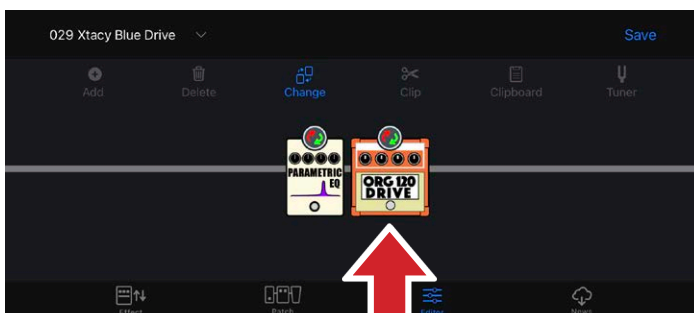 029 Xtacy Blue Drive
Save
Add
Delete
Change
Clip
Clipboard
Tuner
PARAMETRIC
EQ
ORG 120
DRIVE
Effect
Patch
Editor
News